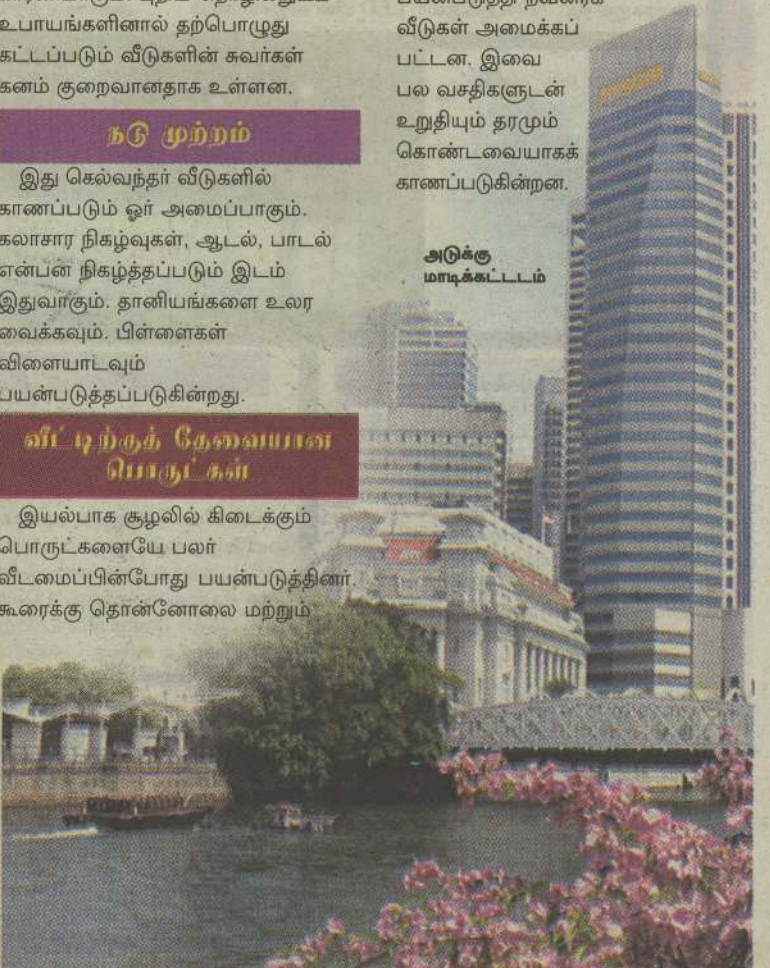 உபாயங்களினால் தற்பொழுது
கட்டப்படும் வீடுகளின் சுவர்கள்
கனம் குறைவானதாக உள்ளன.
நடு முற்றம்
இது கெல்வந்தர் வீடுகளில்
காணப்படும் ஓர் அமைப்பாகும்.
கலாசார நிகழ்வுகள், ஆடல், பாடல்
என்பன நிகழ்த்தப்படும் இடம்
இதுவாகும். தானியங்களை உலர
வைக்கவும். பிள்ளைகள்
விளையாடவும்
பயன்படுத்தப்படுகின்றது.
வீட்டிற்குத் தேவையான
பொருட்கள்
இயல்பாக சூழலில் கிடைக்கும்
பொருட்களையே பலர்
வீடமைப்பின்போது பயன்படுத்தினர்.
கூரைக்கு தொன்னோலை மற்றும்
வீடுகள் அமைக்கப்
பட்டன. இவை
பல வசதிகளுடன்
உறுதியும் தரமும்
கொண்டவையாகக்
காணப்படுகின்றன.
அடுக்கு
மாடிக்கட்டடம்